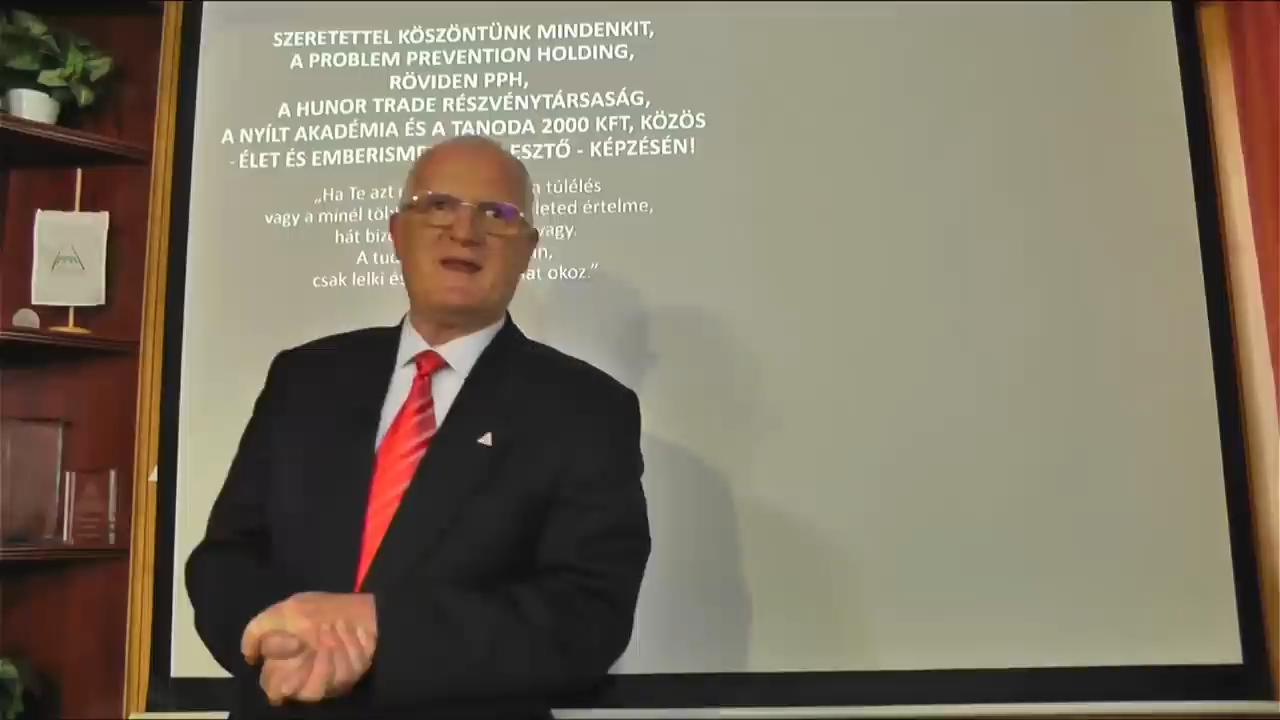 SZERETETTEL KÖSZÖNTÜNK MINDENKIT,
A PROBLEM PREVENTION HOLDING,
RÖVIDEN PPH,
A HUNOR TRADE RÉSZVÉNYTÁRSASÁG,
A NYÍLT AKADÉMIA ÉS A TANODA 2000 KFT, KÖZÖS
- ÉLET ÉS - KÉPZÉSÉN!
„Ha Te azt a túlélés
vagy a minél értelme,
hát vagy.
A
csak lelki okoz.”